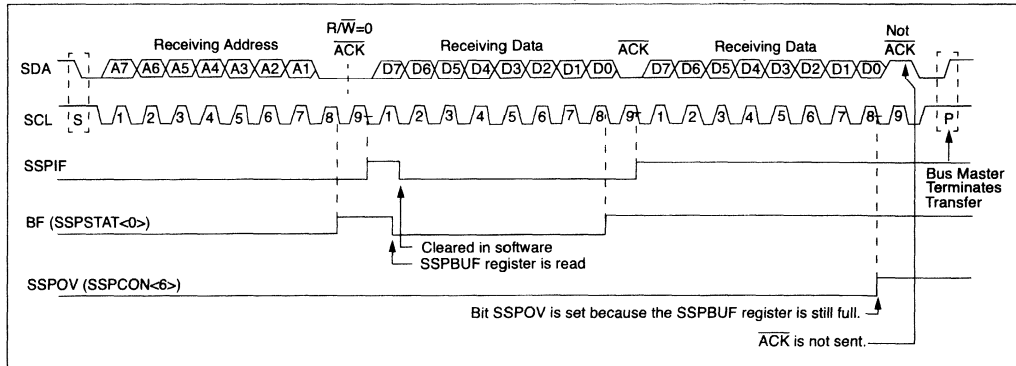 R/W=0
Not
Receiving Address
ACK
Receiving Data
ACK
Receiving Data
ACK
SDA
A7 A6 A5 A4 A3 A2 A1
D7 D6 D5 D4 D3 D2 D1 D0
D7 D6 D5 D4 D3 D2 D1 D0
SCL
S
1 2 3 4 5 6 7 8 9
1 2 3 4 5 6 7 8 9
1 2 3 4 5 6 7 8 9
P
SSPIF
Bus Master
Terminates
Transfer
BF (SSPSTAT<0>)
Cleared in software
SSPBUF register is read
SSPOV (SSPCON<6>)
Bit SSPOV is set because the SSPBUF register is still full.
ACK is not sent.